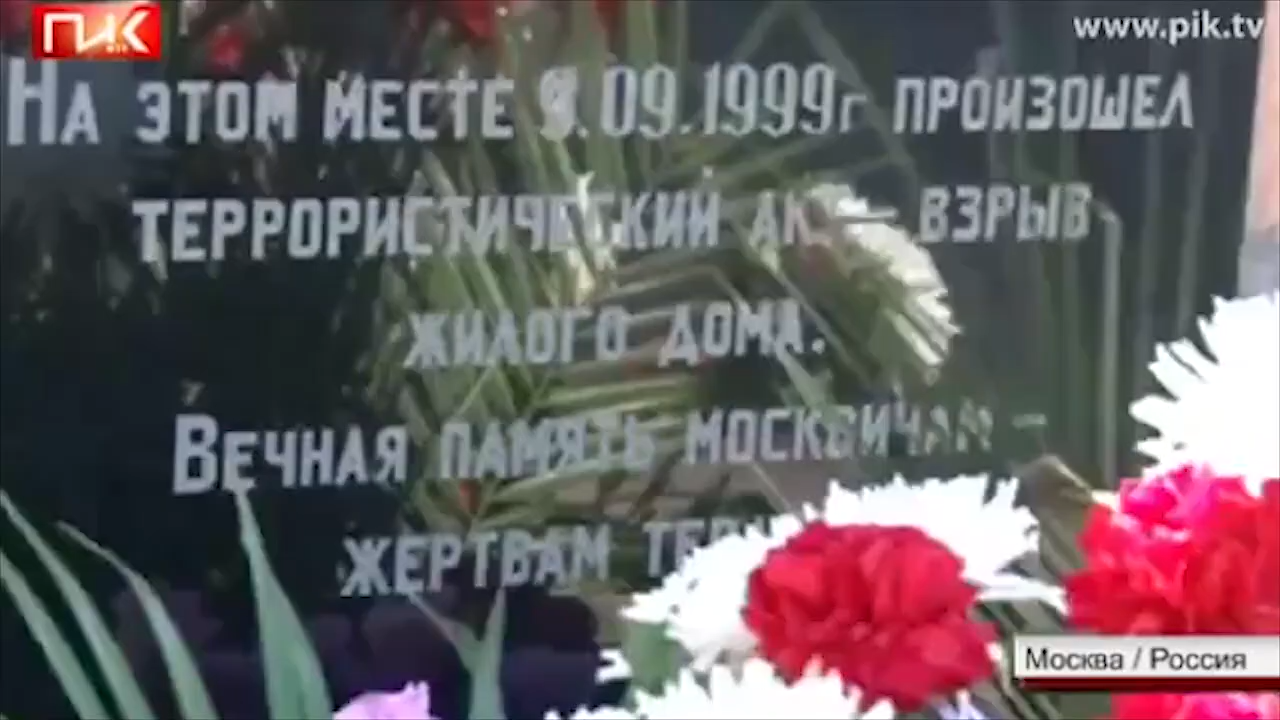 ПИК
www.pik.tv
На этом месте 9.09.1999г произошел
террористический ак – взрыв
жилого дома.
Вечная память москвичам –
жертвам
Москва / Россия